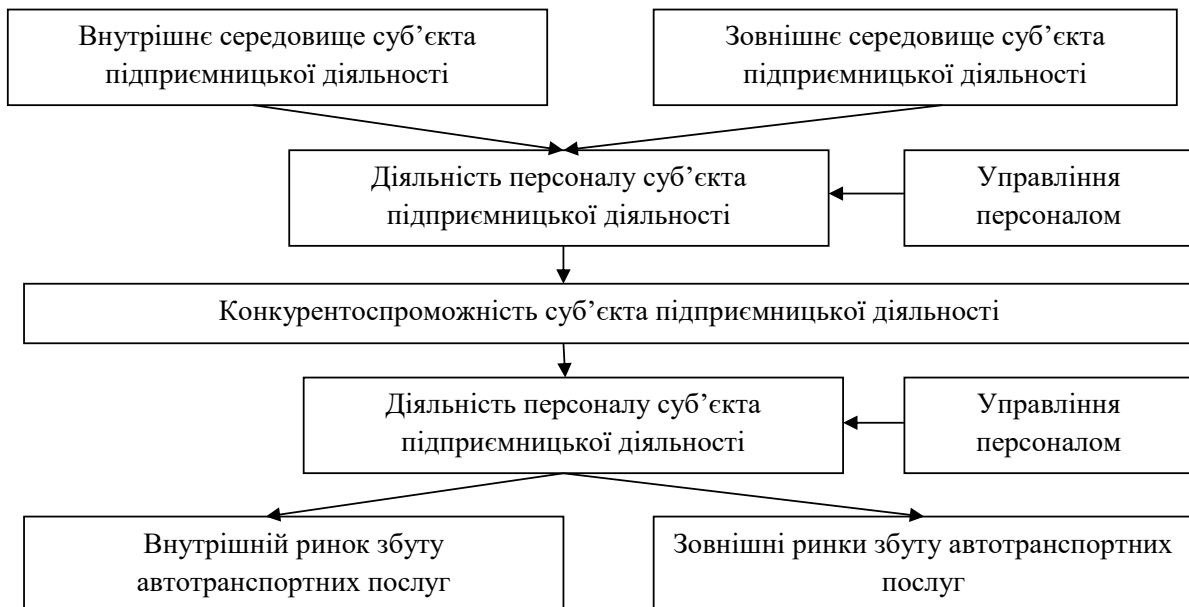 Внутрішнє середовище суб’єкта
підприємницької діяльності
Зовнішнє середовище суб’єкта
підприємницької діяльності
Діяльність персоналу суб’єкта
підприємницької діяльності
Управління
персоналом
Конкурентоспроможність суб’єкта підприємницької діяльності
Діяльність персоналу суб’єкта
підприємницької діяльності
Управління
персоналом
Внутрішній ринок збуту
автотранспортних послуг
Зовнішні ринки збуту автотранспортних
послуг